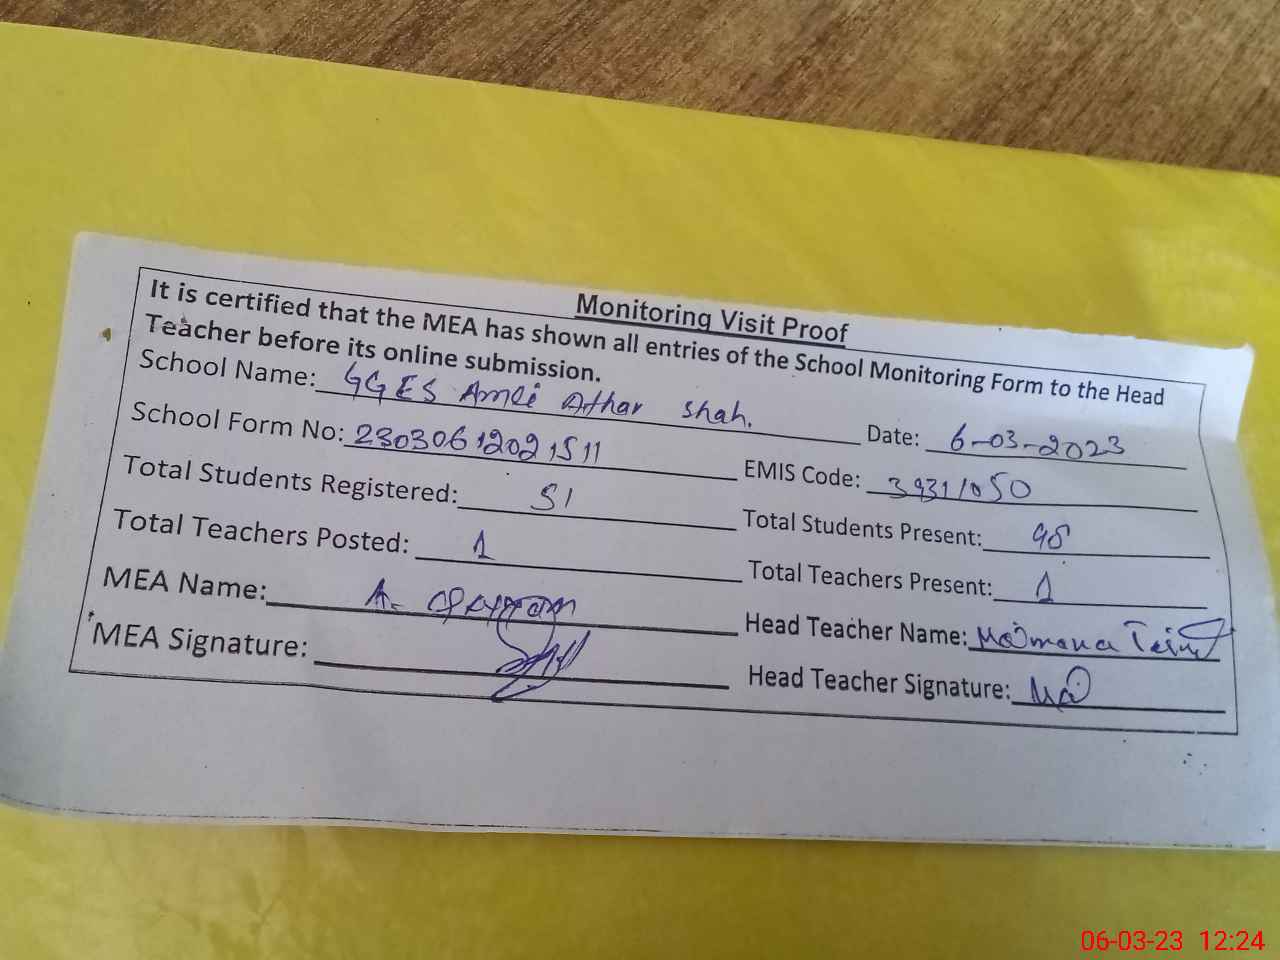 Monitoring Visit Proof
It is certified that the MEA has shown all entries of the School Monitoring Form to the Head
Teacher before its online submission.
School Name: GGES Amli Athar Shah. Date: 6-03-2023
School Form No: 23030612021511 EMIS Code: 39311050
Total Students Registered: 51 Total Students Present: 48
Total Teachers Posted: 1 Total Teachers Present: 1
MEA Name: A. Head Teacher Name: Maimona
MEA Signature: Head Teacher Signature:
06-03-23 12:24